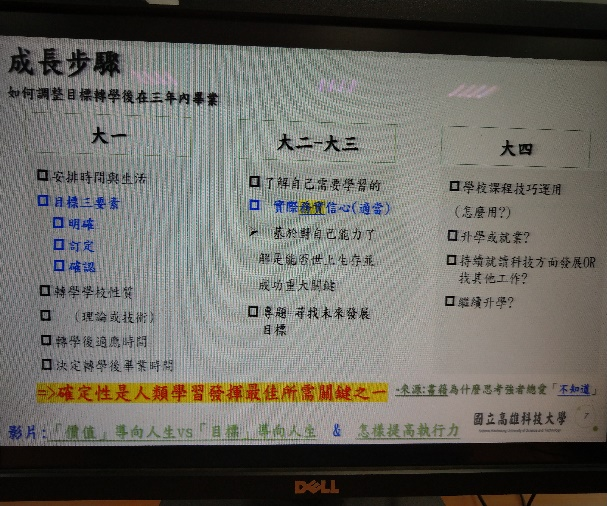 成長步驟
如何調整目標轉學後在三年內畢業
大一
安排時間與生活
目標三要素
明確
訂定
確認
轉學學校性質
(理論或技術)
轉學後適應時間
決定轉學後畢業時間
大二-大三
了解自己需要學習的
實際務實信心(適當)
基於對自己能力了
解是能否世上生存並
成功重大關鍵
專題-尋找未來發展
目標
大四
學校課程技巧運用
(怎麼用?)
升學或就業?
持續就讀科技方面發展OR
找其他工作?
繼續升學?
=>確定性是人類學習發揮最佳所需關鍵之一
-來源:書籍為什麼思考強者總愛「不知道」
影片:「價值」導向人生vs「目標」導向人生 & 怎樣提高執行力
國立高雄科技大學
7
DELL